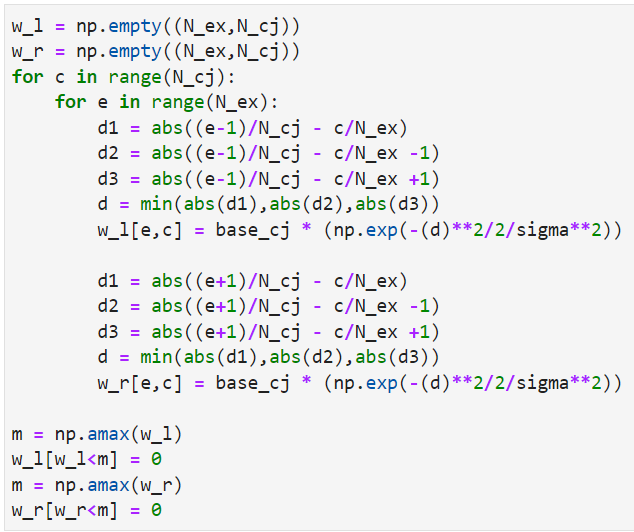 w_l = np.empty((N_ex,N_cj))
w_r = np.empty((N_ex,N_cj))
for c in range(N_cj):
    for e in range(N_ex):
        d1 = abs((e-1)/N_cj - c/N_ex)
        d2 = abs((e-1)/N_cj - c/N_ex -1)
        d3 = abs((e-1)/N_cj - c/N_ex +1)
        d = min(abs(d1),abs(d2),abs(d3))
        w_l[e,c] = base_cj * (np.exp(-(d)**2/2/sigma**2))

        d1 = abs((e+1)/N_cj - c/N_ex)
        d2 = abs((e+1)/N_cj - c/N_ex -1)
        d3 = abs((e+1)/N_cj - c/N_ex +1)
        d = min(abs(d1),abs(d2),abs(d3))
        w_r[e,c] = base_cj * (np.exp(-(d)**2/2/sigma**2))

m = np.amax(w_l)
w_l[w_l<m] = 0
m = np.amax(w_r)
w_r[w_r<m] = 0